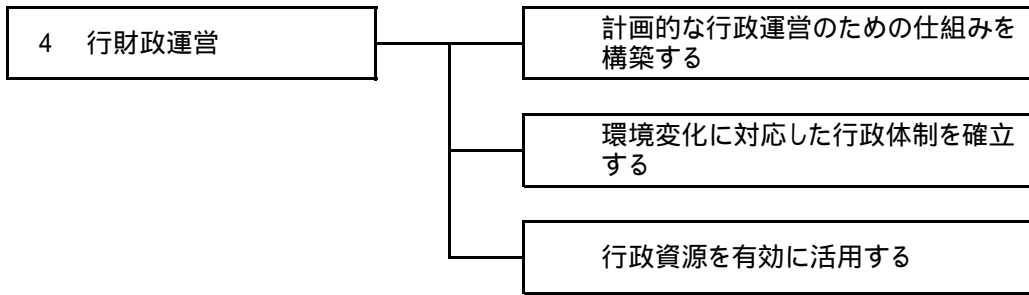 4 行財政運営
計画的な行政運営のための仕組みを
構築する
環境変化に対応した行政体制を確立
する
行政資源を有効に活用する